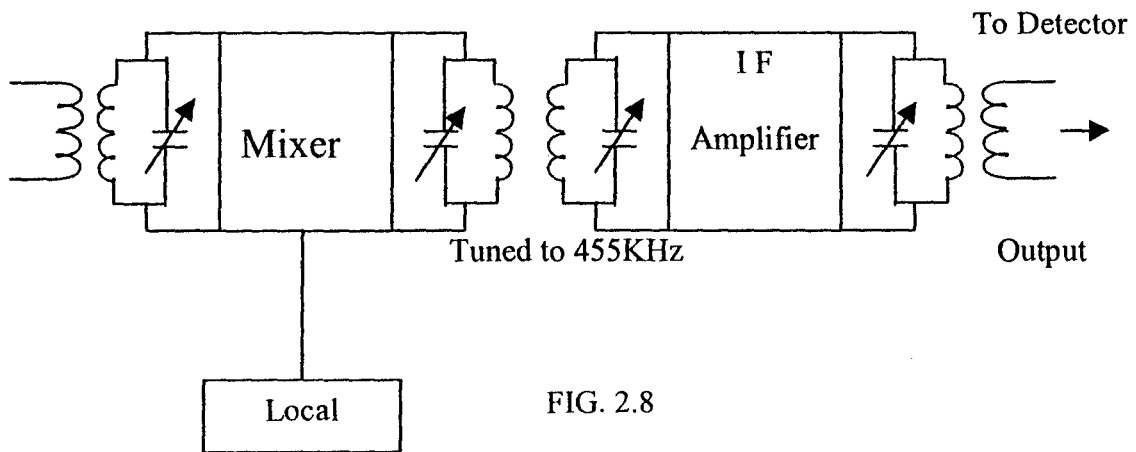 To Detector
I F
Mixer
Amplifier
Tuned to 455KHz
Output
Local
FIG. 2.8